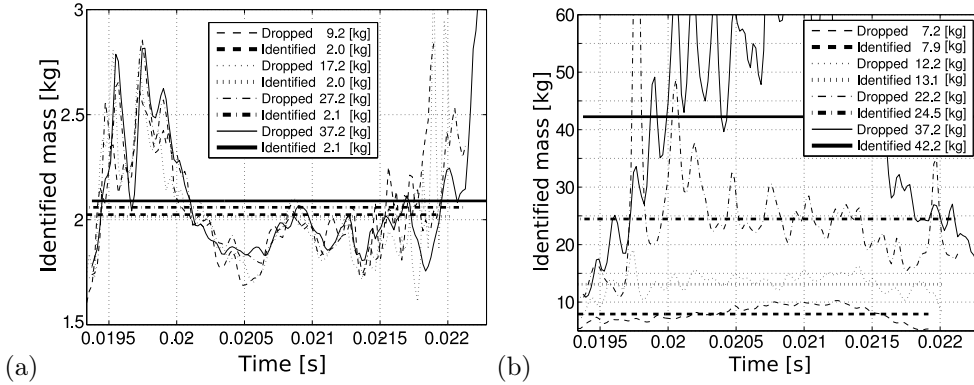 3
2.5
2
1.5
Identified mass [kg]
Dropped 9.2 [kg]
Identified 2.0 [kg]
Dropped 17.2 [kg]
Identified 2.0 [kg]
Dropped 27.2 [kg]
Identified 2.1 [kg]
Dropped 37.2 [kg]
Identified 2.1 [kg]
0.0195 0.02 0.0205 0.021 0.0215 0.022
Time [s]
(a)
60
50
40
30
20
10
Identified mass [kg]
Dropped 7.2 [kg]
Identified 7.9 [kg]
Dropped 12.2 [kg]
Identified 13.1 [kg]
Dropped 22.2 [kg]
Identified 24.5 [kg]
Dropped 37.2 [kg]
Identified 42.2 [kg]
0.0195 0.02 0.0205 0.021 0.0215 0.022
Time [s]
(b)